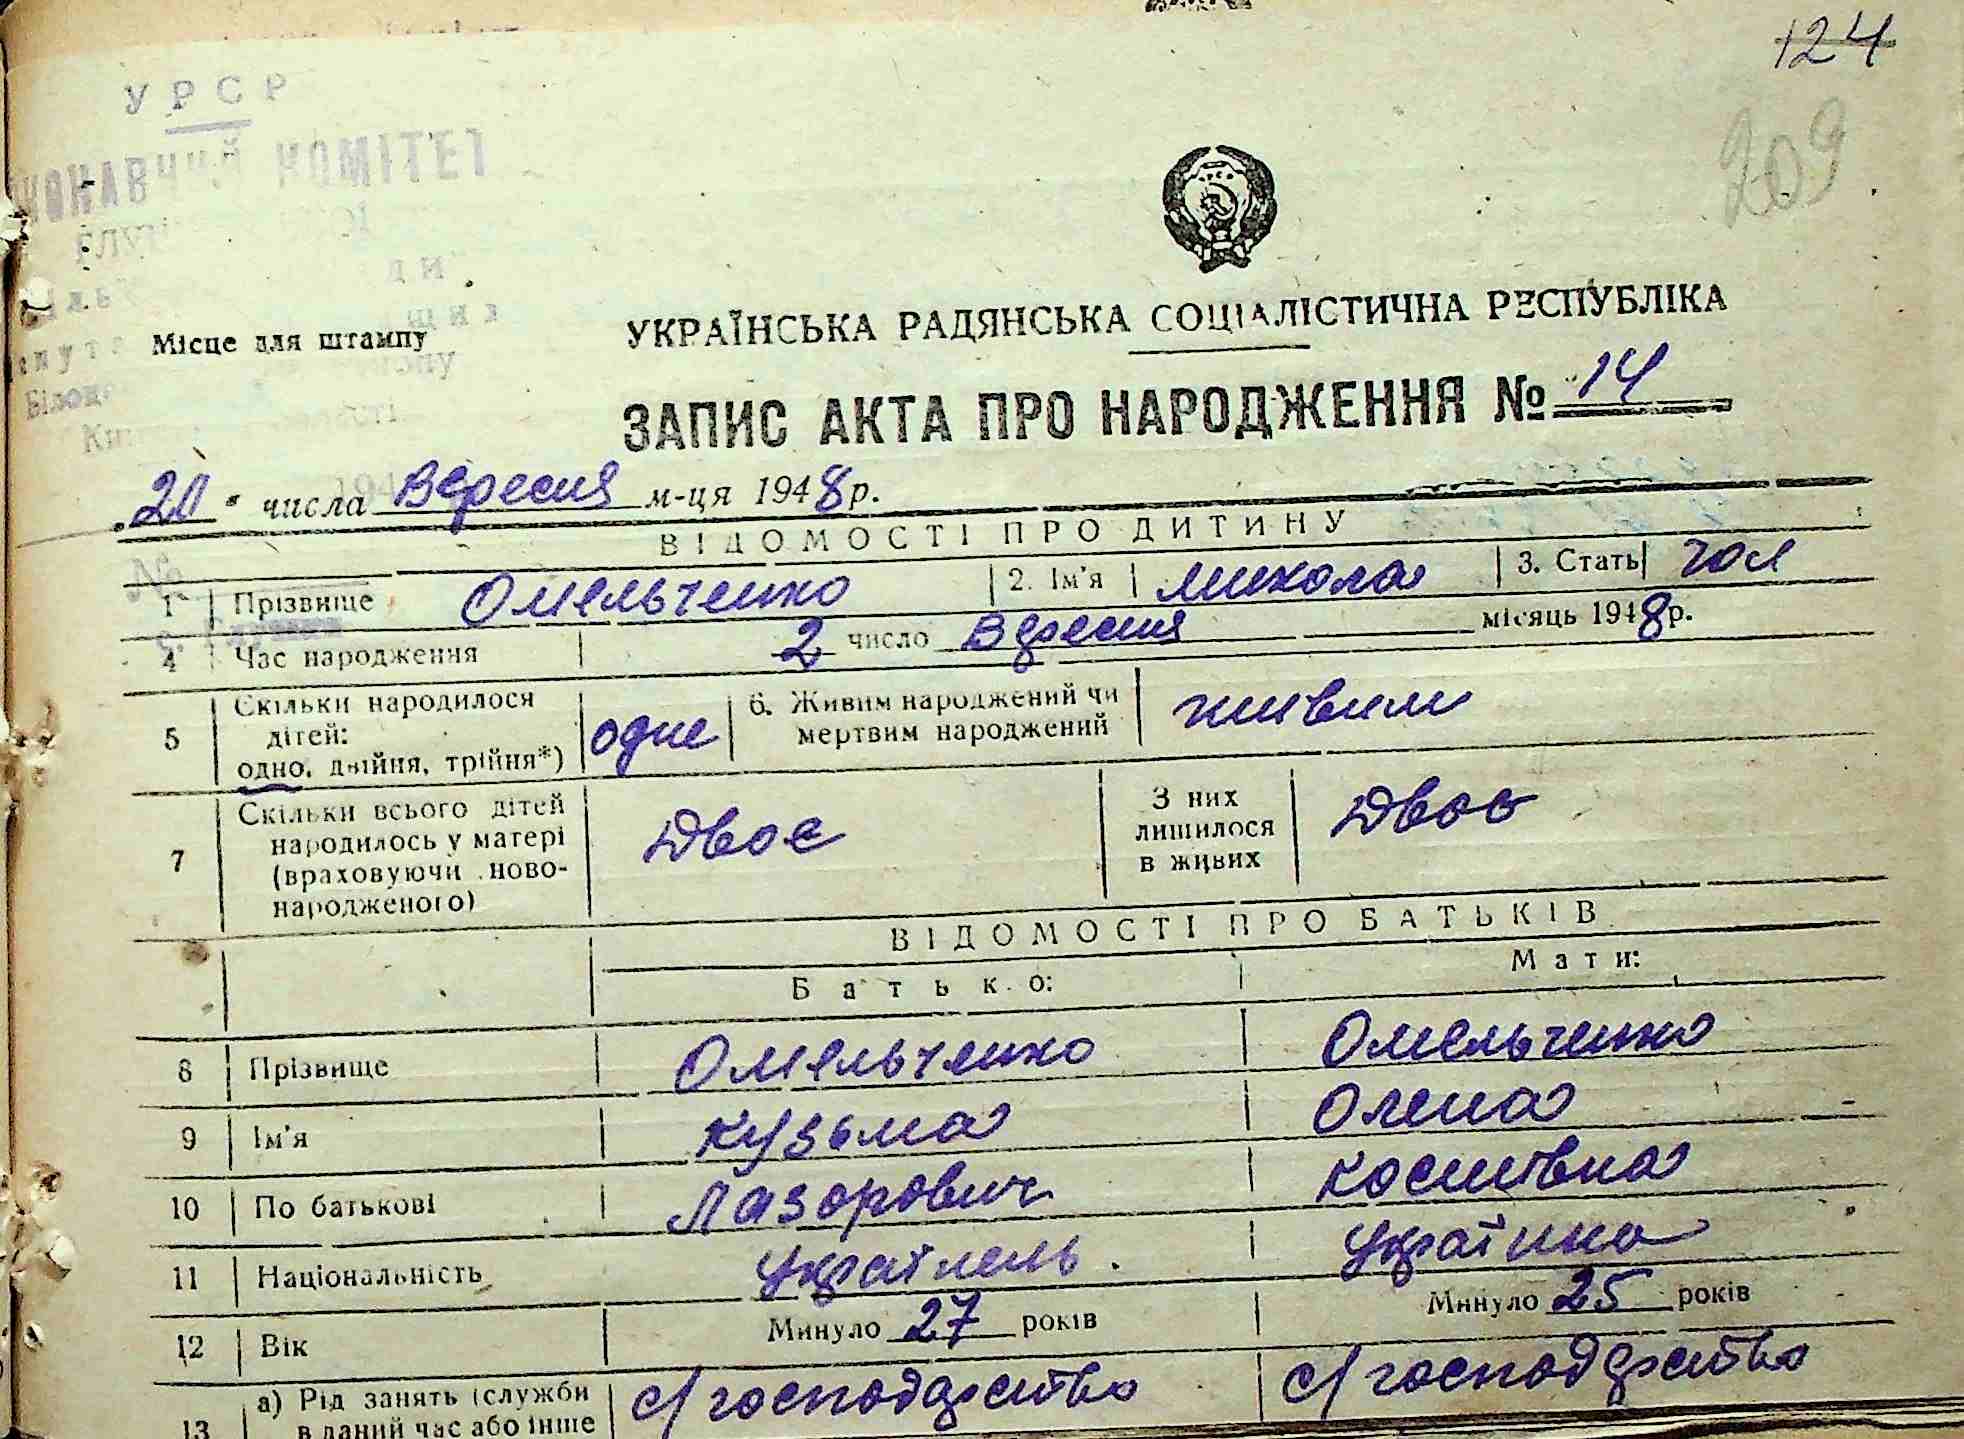 124
209
УРСР
КОМІТЕТ
Місце для штампу
УКРАЇНСЬКА РАДЯНСЬКА СОЦІАЛІСТИЧНА РЕСПУБЛІКА
ЗАПИС АКТА ПРО НАРОДЖЕННЯ № 14
„20" числа Вересня м-ця 1948 р.
ВІДОМОСТІ ПРО ДИТИНУ
1 Прізвище Омельченко 2. Ім'я Микола 3. Стать чол
4 Час народження 2 число Вересня місяць 1948 р.
5 Скільки народилося дітей: одно, двійня, трійня*) одне 6. Живим народжений чи мертвим народжений живим
7 Скільки всього дітей народилось у матері (враховуючи ново-народженого) Двоє З них лишилося в живих Двоє
ВІДОМОСТІ ПРО БАТЬКІВ
Батько: Мати:
8 Прізвище Омельченко Омельченко
9 Ім'я Кузьма Олена
10 По батькові Лазорович Костівна
11 Національність Українець Українка
12 Вік Минуло 27 років Минуло 25 років
13 а) Рід занять (служби в даний час або інше с/господарство с/господарство